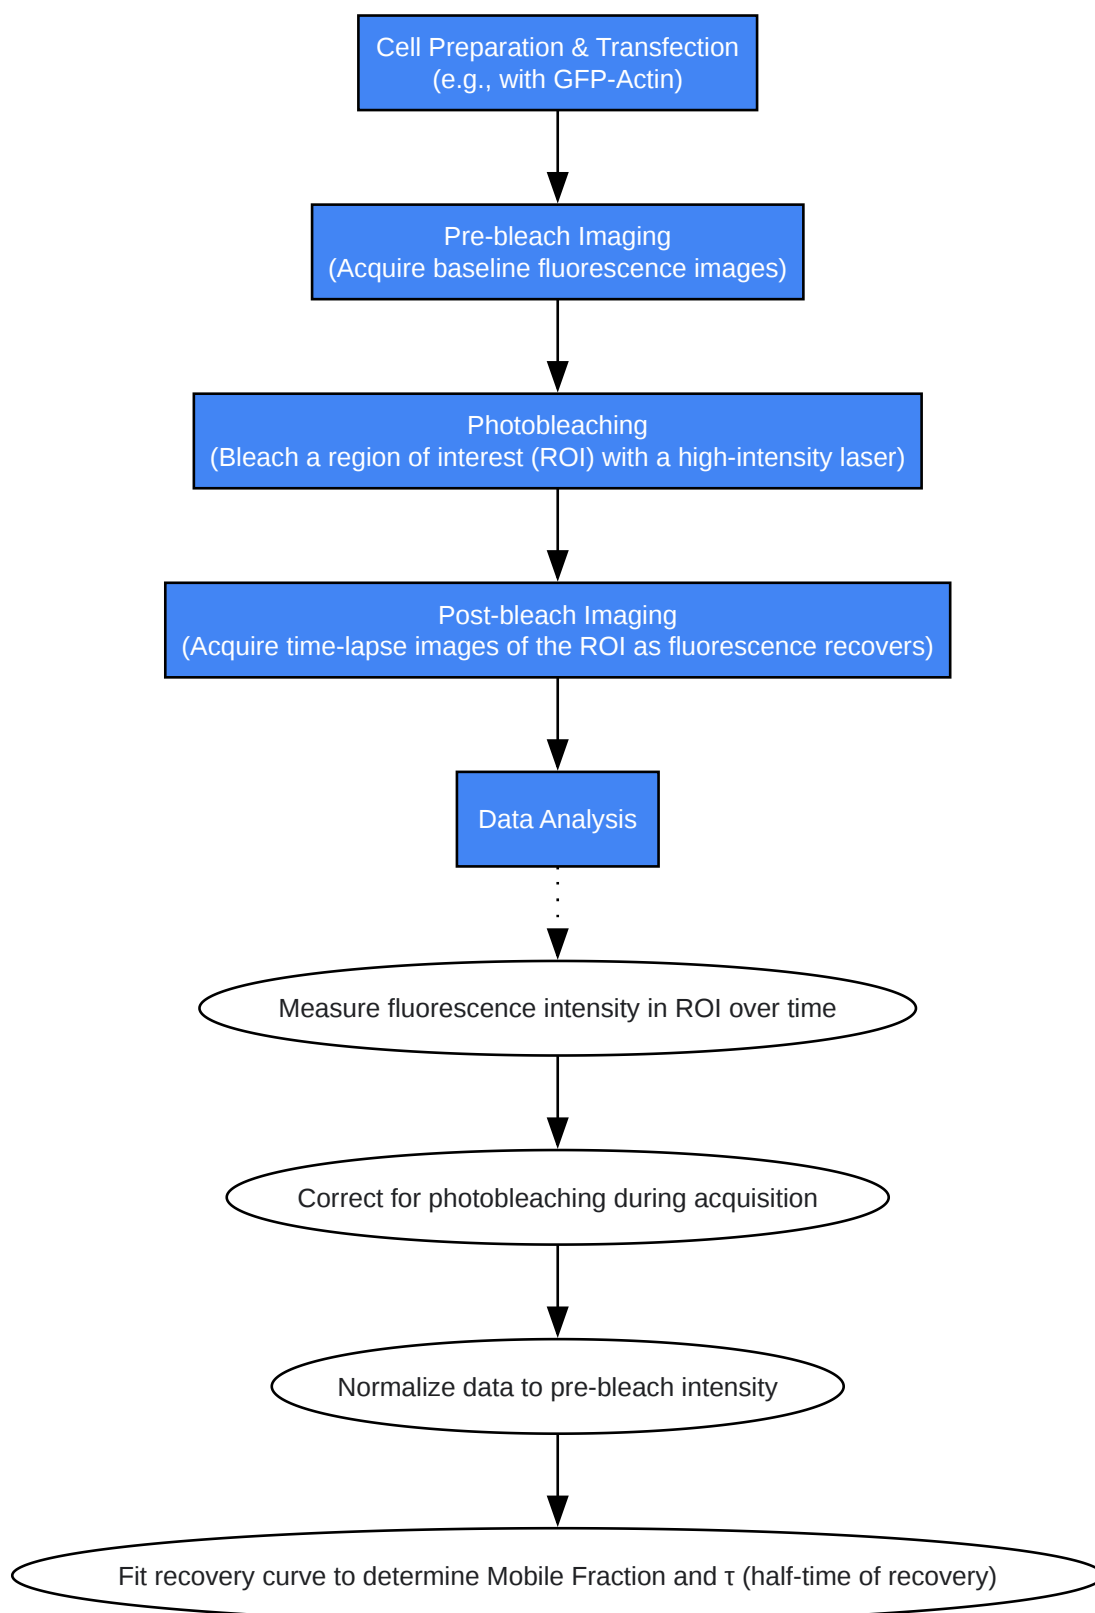 Cell Preparation & Transfection
(e.g., with GFP-Actin)
Pre-bleach Imaging
(Acquire baseline fluorescence images)
Photobleaching
(Bleach a region of interest (ROI) with a high-intensity laser)
Post-bleach Imaging
(Acquire time-lapse images of the ROI as fluorescence recovers)
Data Analysis
Measure fluorescence intensity in ROI over time
Correct for photobleaching during acquisition
Normalize data to pre-bleach intensity
Fit recovery curve to determine Mobile Fraction and τ (half-time of recovery)